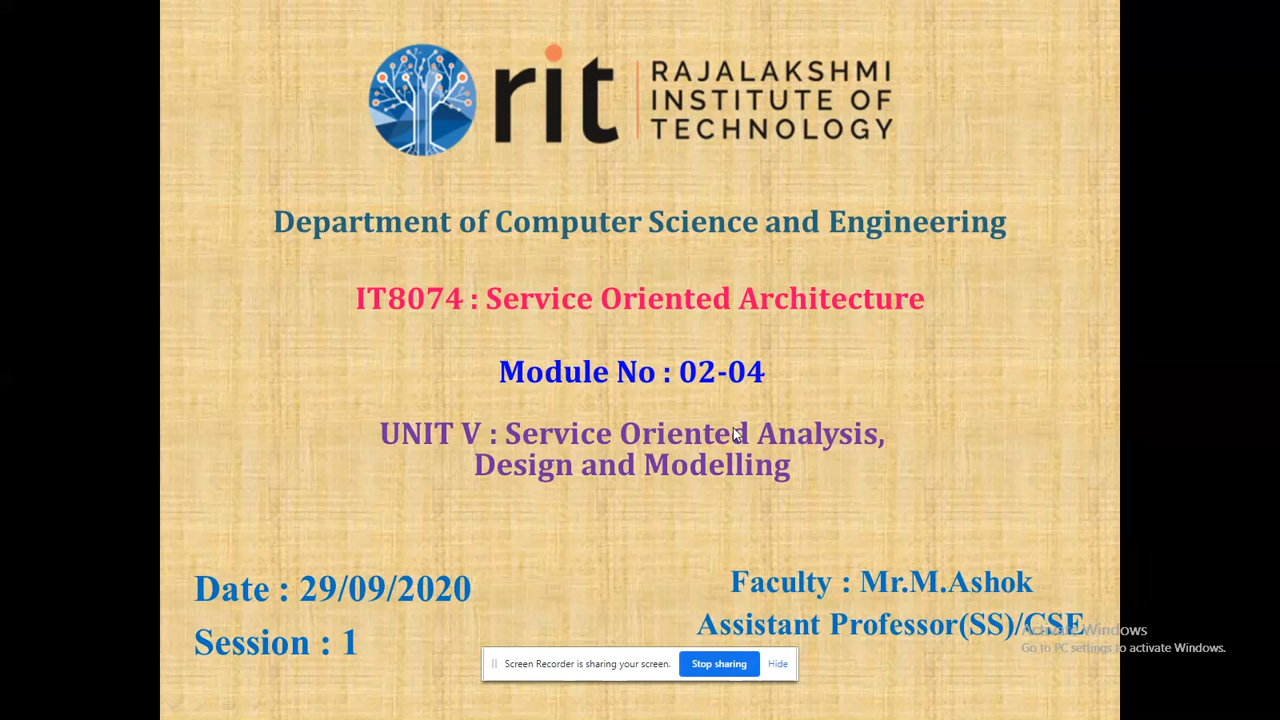 rit
RAJALAKSHMI
INSTITUTE OF
TECHNOLOGY
Department of Computer Science and Engineering
IT8074 : Service Oriented Architecture
Module No : 02-04
UNIT V : Service Oriented Analysis,
Design and Modelling
Date : 29/09/2020
Session : 1
Faculty : Mr.M.Ashok
Assistant Professor(SS)/CSE
Activate Windows
Go to PC settings to activate Windows.
Screen Recorder is sharing your screen.
Stop sharing
Hide